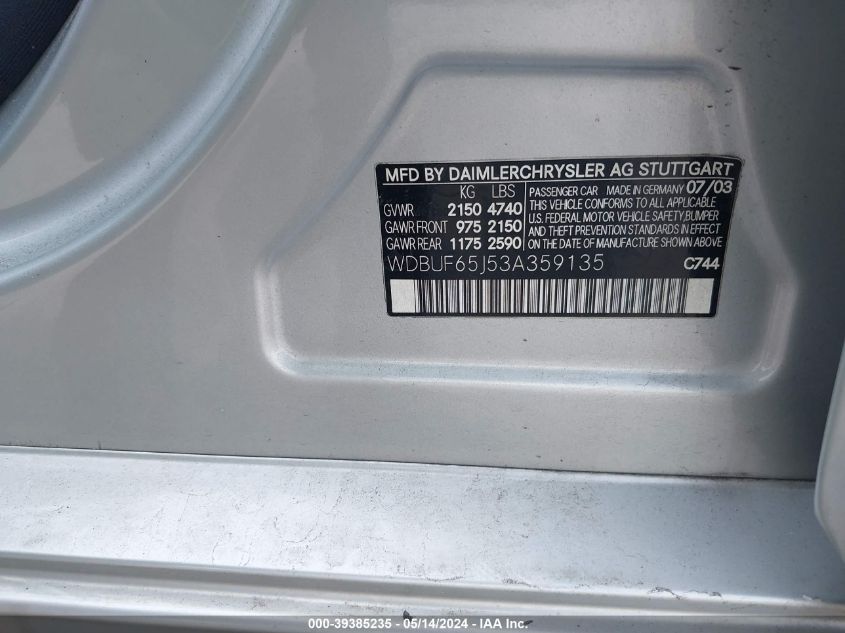 MFD BY DAIMLERCHRYSLER AG STUTTGART
KG LBS
GVWR 2150 4740
GAWR FRONT 975 2150
GAWR REAR 1175 2590
PASSENGER CAR MADE IN GERMANY 07/03
THIS VEHICLE CONFORMS TO ALL APPLICABLE
U.S. FEDERAL MOTOR VEHICLE SAFETY,BUMPER
AND THEFT PREVENTION STANDARDS IN EFFECT
ON THE DATE OF MANUFACTURE SHOWN ABOVE
WDBUF65J53A359135 C744
000-39385235 - 05/14/2024 - IAA Inc.